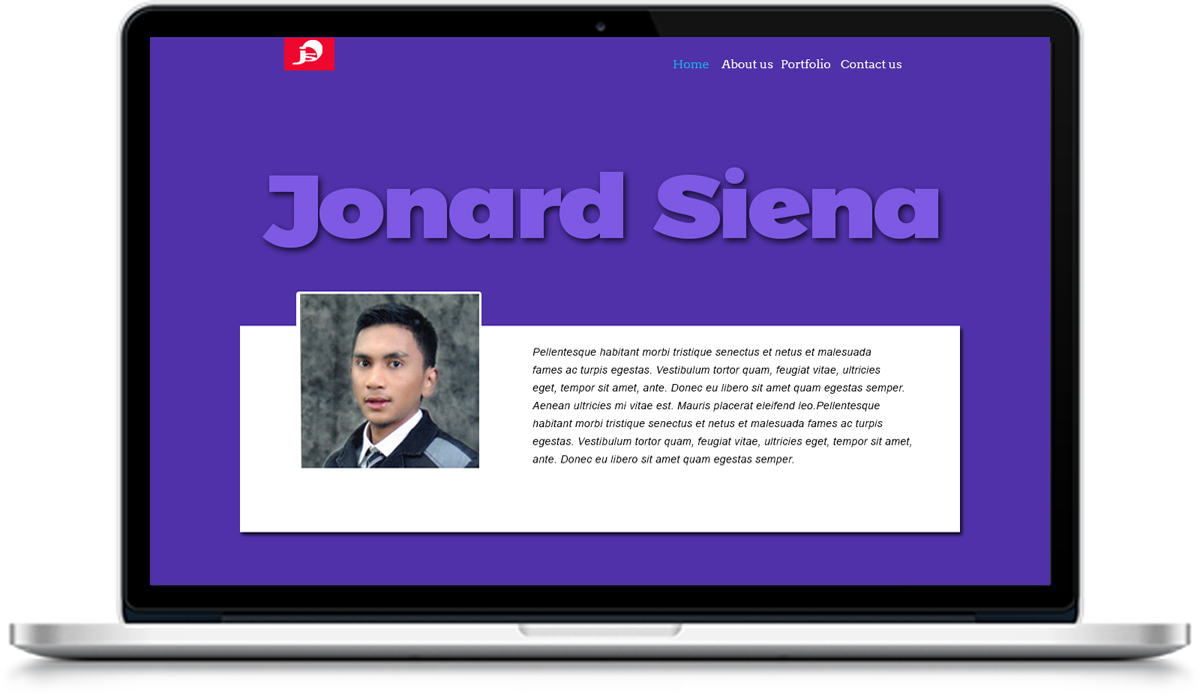 Home About us Portfolio Contact us
Jonard Siena
Pellentesque habitant morbi tristique senectus et netus et malesuada
fames ac turpis egestas. Vestibulum tortor quam, feugiat vitae, ultricies
eget, tempor sit amet, ante. Donec eu libero sit amet quam egestas semper.
Aenean ultricies mi vitae est. Mauris placerat eleifend leo.Pellentesque
habitant morbi tristique senectus et netus et malesuada fames ac turpis
egestas. Vestibulum tortor quam, feugiat vitae, ultricies eget, tempor sit amet,
ante. Donec eu libero sit amet quam egestas semper.